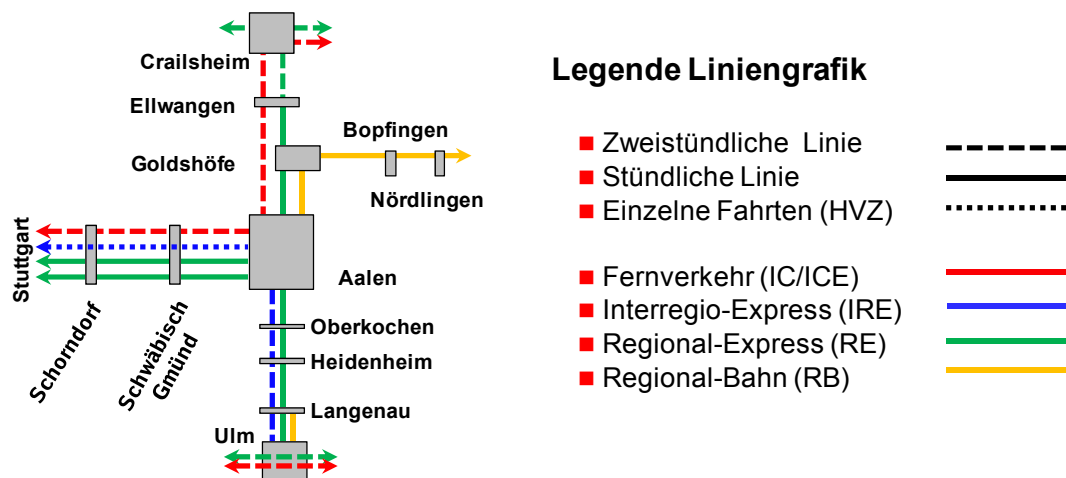 Crailsheim
Ellwangen
Bopfingen
Goldshöfe
Nördlingen
Stuttgart
Aalen
Schorndorf
Schwäbisch
Gmünd
Oberkochen
Heidenheim
Langenau
Ulm
Legende Liniengrafik
Zweistündliche Linie
Stündliche Linie
Einzelne Fahrten (HVZ)
Fernverkehr (IC/ICE)
Interregio-Express (IRE)
Regional-Express (RE)
Regional-Bahn (RB)